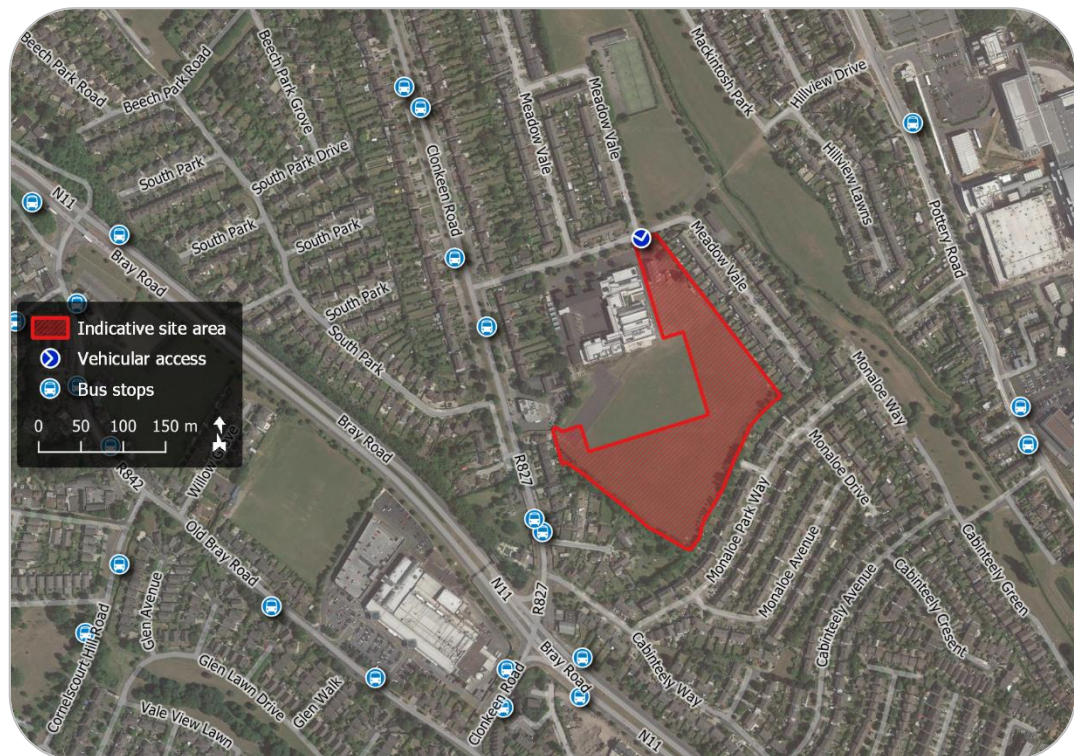 Beech Park Road
Beech Park Road
Beech Park Grove
South Park
South Park Drive
South Park
South Park
South Park
South Park
Clonkeen Road
Meadow Vale
Meadow Vale
Mackintosh Park
Hillview Drive
Hillview Lawns
Pottery Road
N11
Bray Road
Meadow Vale
Indicative site area
Vehicular access
Bus stops
0 50 100 150 m
Bray Road
R827
Monaloe Way
Monaloe Drive
Monaloe Park Way
Monaloe Avenue
R842
Old Bray Road
N11
R827
Cabinteely Avenue
Cabinteely Green
Cabinteely Cresent
Cabinteely Way
Glen Avenue
Cornelscourt Hill Road
Glen Lawn Drive
Glen Walk
Vale View Lawn
Clonkeen Road
Bray Road
N11